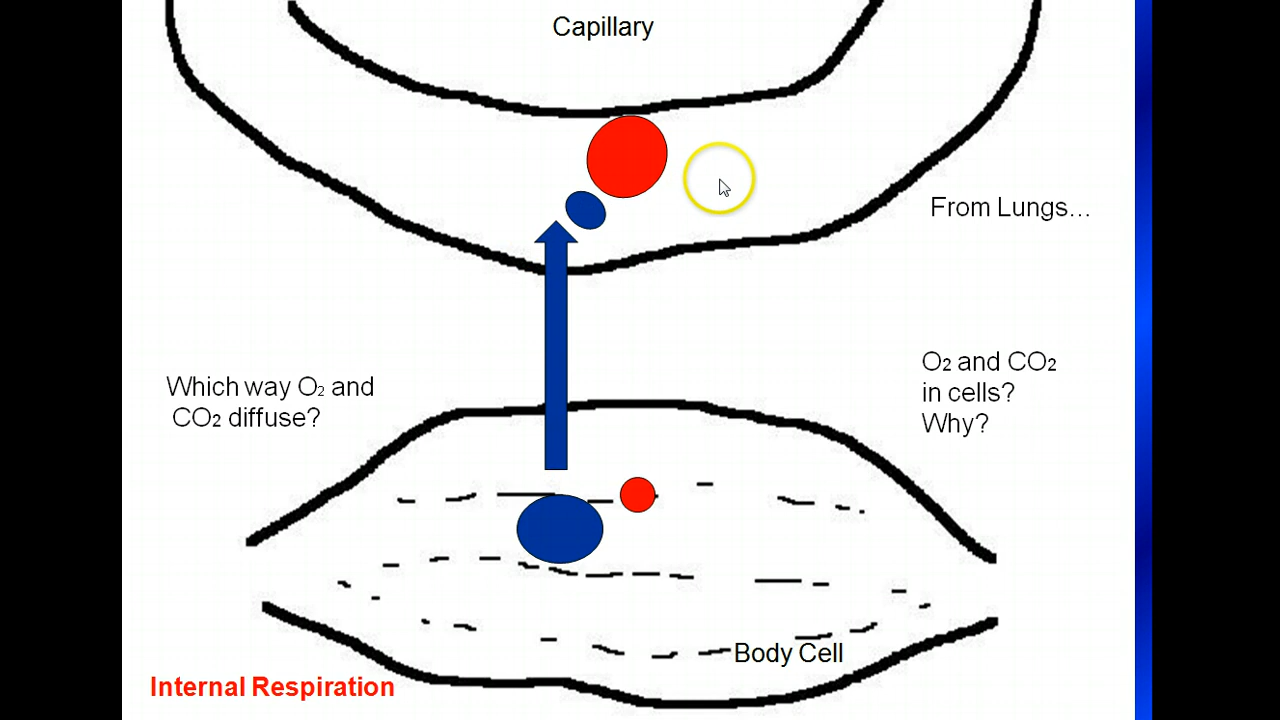 Capillary
From Lungs...
Which way O₂ and
CO₂ diffuse?
O₂ and CO₂
in cells?
Why?
Body Cell
Internal Respiration